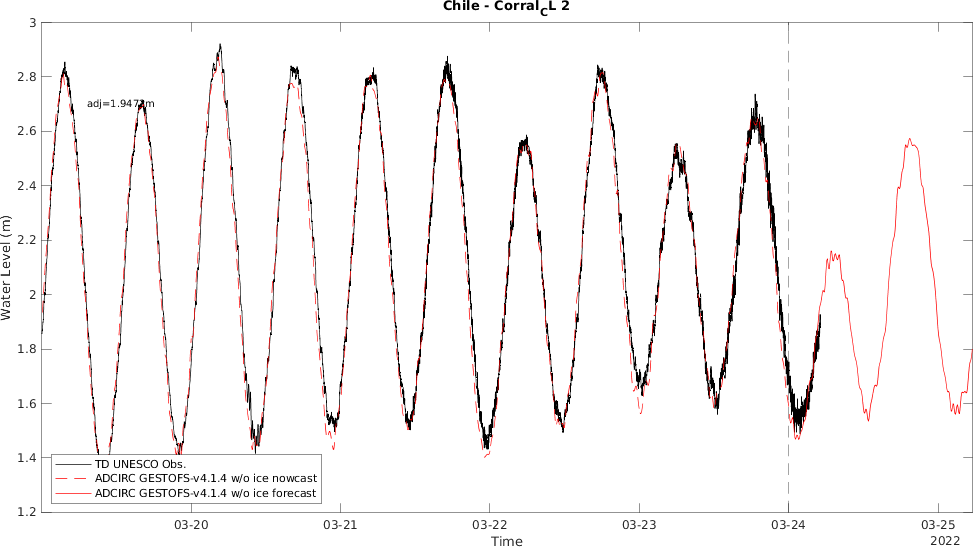 Chile - Corral_CL 2
3
2.8
adj=1.947?m
2.6
2.4
2.2
2
1.8
1.6
1.4
1.2
Water Level (m)
TD UNESCO Obs.
ADCIRC GESTOFS-v4.1.4 w/o ice nowcast
ADCIRC GESTOFS-v4.1.4 w/o ice forecast
03-20
03-21
03-22
03-23
03-24
03-25
Time
2022